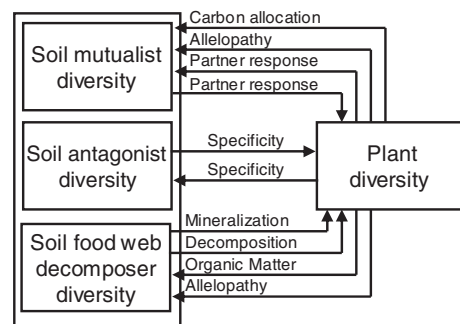 Carbon allocation
Allelopathy
Partner response
Partner response
Soil mutualist
diversity
Specificity
Specificity
Soil antagonist
diversity
Plant
diversity
Mineralization
Decomposition
Organic Matter
Allelopathy
Soil food web
decomposer
diversity